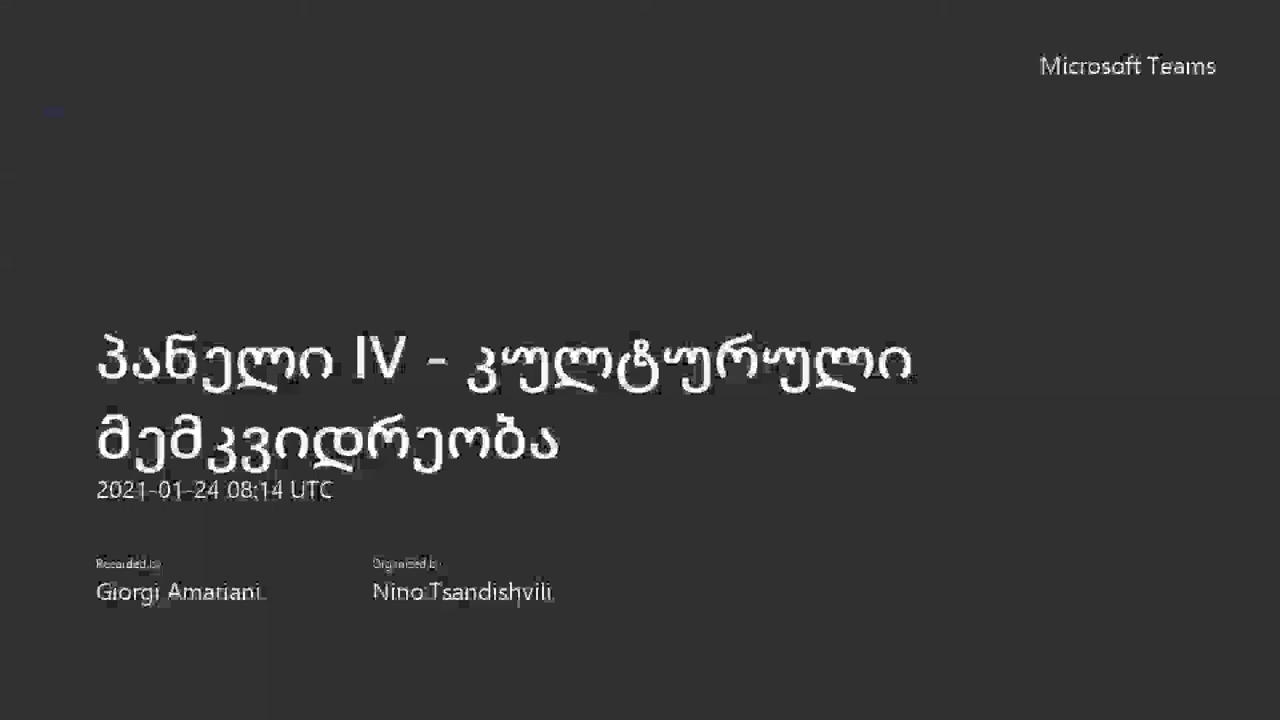 Microsoft Teams
პანელი IV - კულტურული
მემკვიდრეობა
2021-01-24 08:14 UTC
Recorded by
Organized by
Giorgi Amatiani
Nino Tsandishvili